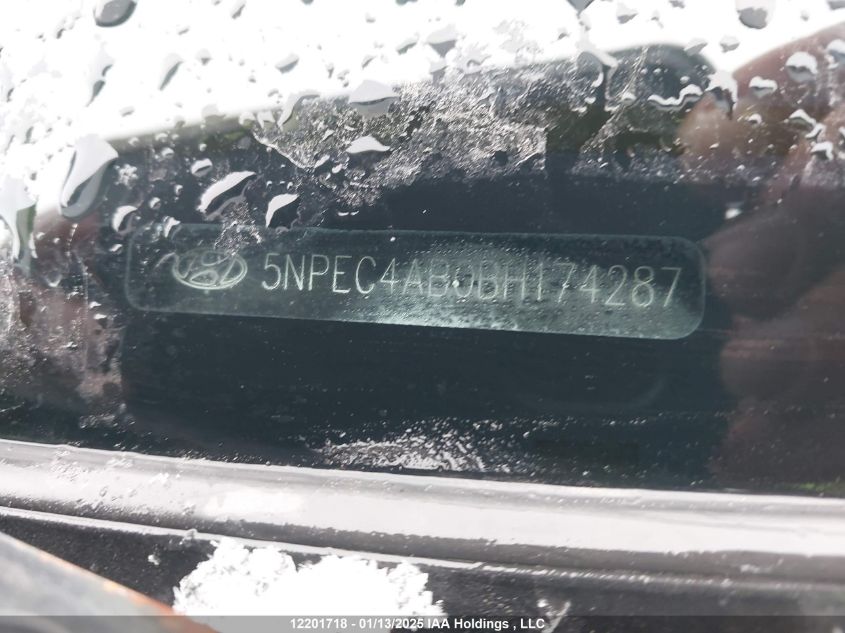 5NPEC4AB0BH174287
12201718 - 01/13/2025 IAA Holdings , LLC